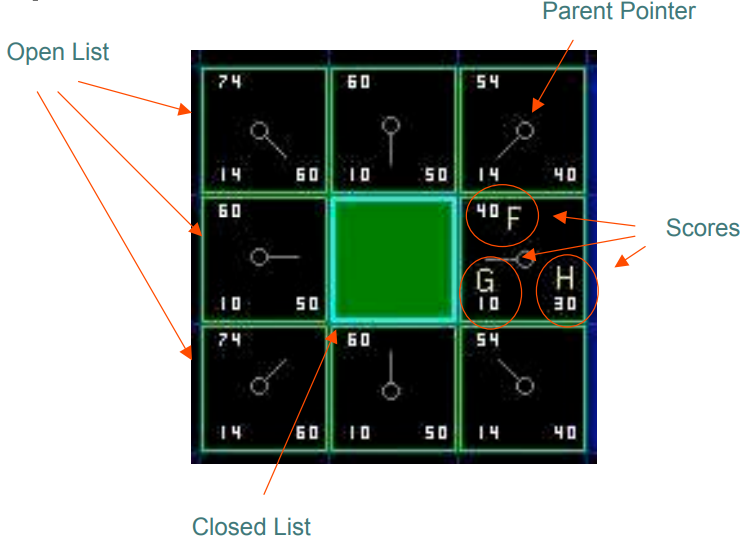 Parent Pointer
Open List
74 60 54
14 60 10 50 14 40
60 40 F
Scores
G H
10 50 10 30
74 60 54
14 60 10 50 14 40
Closed List